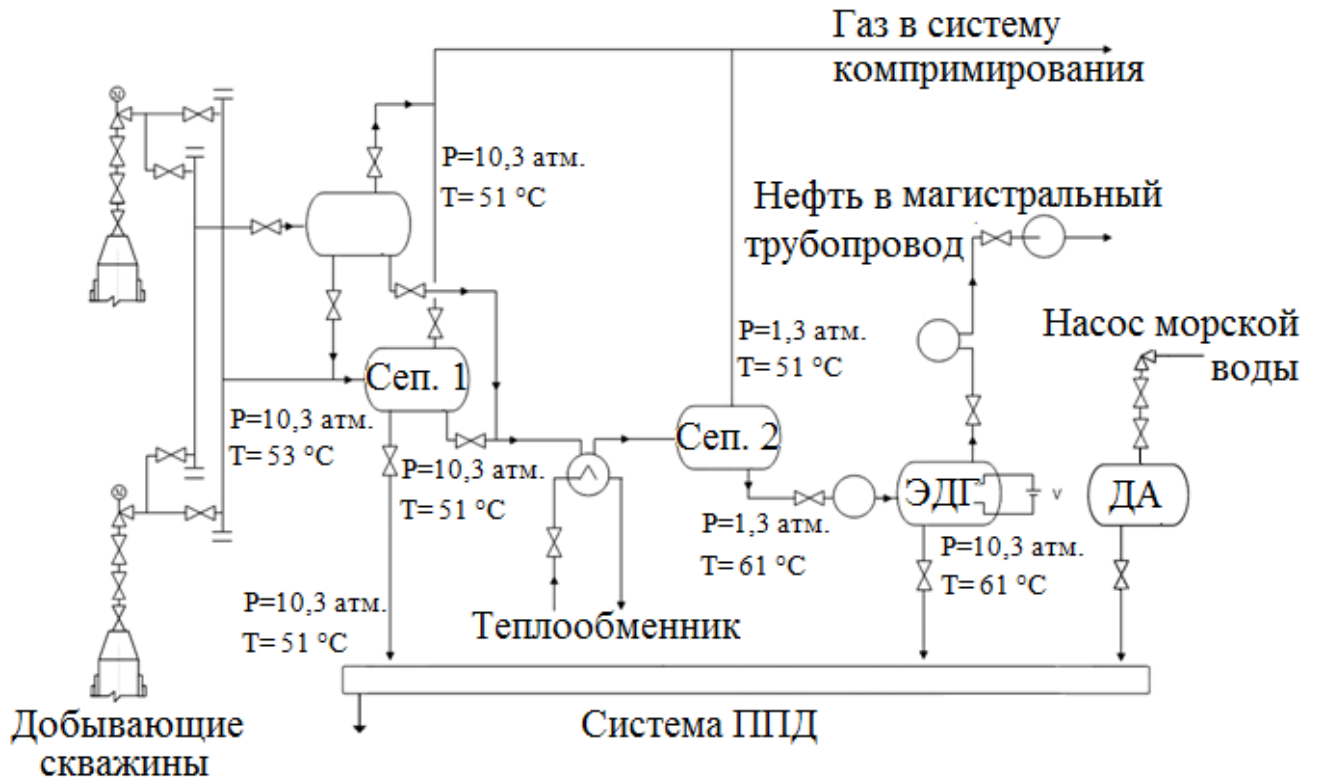 Газ в систему
компримирования
P=10,3 атм.
T= 51 °C
Нефть в магистральный
трубопровод
Насос морской
воды
P=1,3 атм.
T= 51 °C
Сеп. 1
P=10,3 атм.
T= 53 °C
P=10,3 атм.
T= 51 °C
Сеп. 2
P=1,3 атм.
T= 61 °C
ЭДГ
V
ДА
P=10,3 атм.
T= 61 °C
P=10,3 атм.
T= 51 °C
Теплообменник
Добывающие
скважины
Система ППД